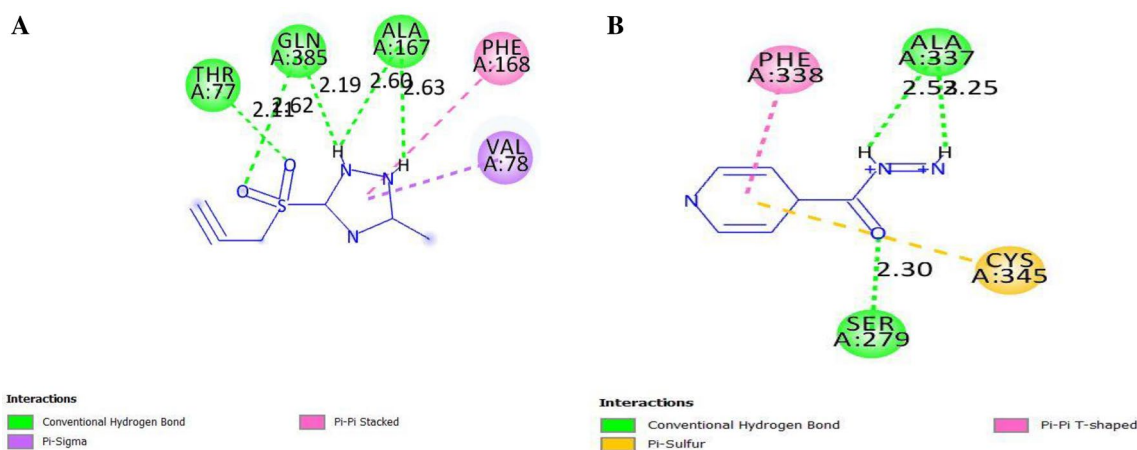 A
THR
A:77
GLN
A:385
ALA
A:167
PHE
A:168
VAL
A:78
2.11
2.62
2.19
2.60
2.63
H
N
N
H
O
O
S
N
Interactions
Conventional Hydrogen Bond
Pi-Sigma
Pi-Pi Stacked
B
PHE
A:338
ALA
A:337
2.53
3.25
H
H
N
N
+
N
+
O
2.30
CYS
A:345
SER
A:279
Interactions
Conventional Hydrogen Bond
Pi-Sulfur
Pi-Pi T-shaped